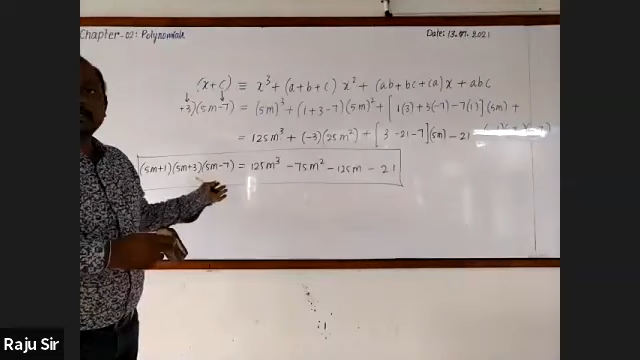 Chapter-02: Polynomials
Date: 13.07.2021
(x+c) ≡ x³ + (a+b+c) x² + (ab+bc+ca)x + abc
+3)(5m-7) = (5m)³ + (1+3-7)(5m)² + [1(3)+3(-7)-7(1)](5m) +
= 125m³ + (-3)(25m²) + [3-21-7](5m) - 21
(5m+1)(5m+3)(5m-7) = 125m³ - 75m² - 125m - 21
Raju Sir